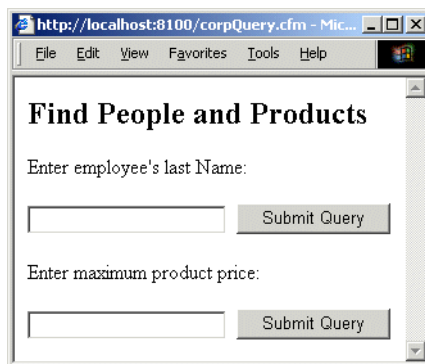 http://localhost:8100/corpQuery.cfm - Mic...
File Edit View Favorites Tools Help
Find People and Products
Enter employee's last Name:
Submit Query
Enter maximum product price:
Submit Query